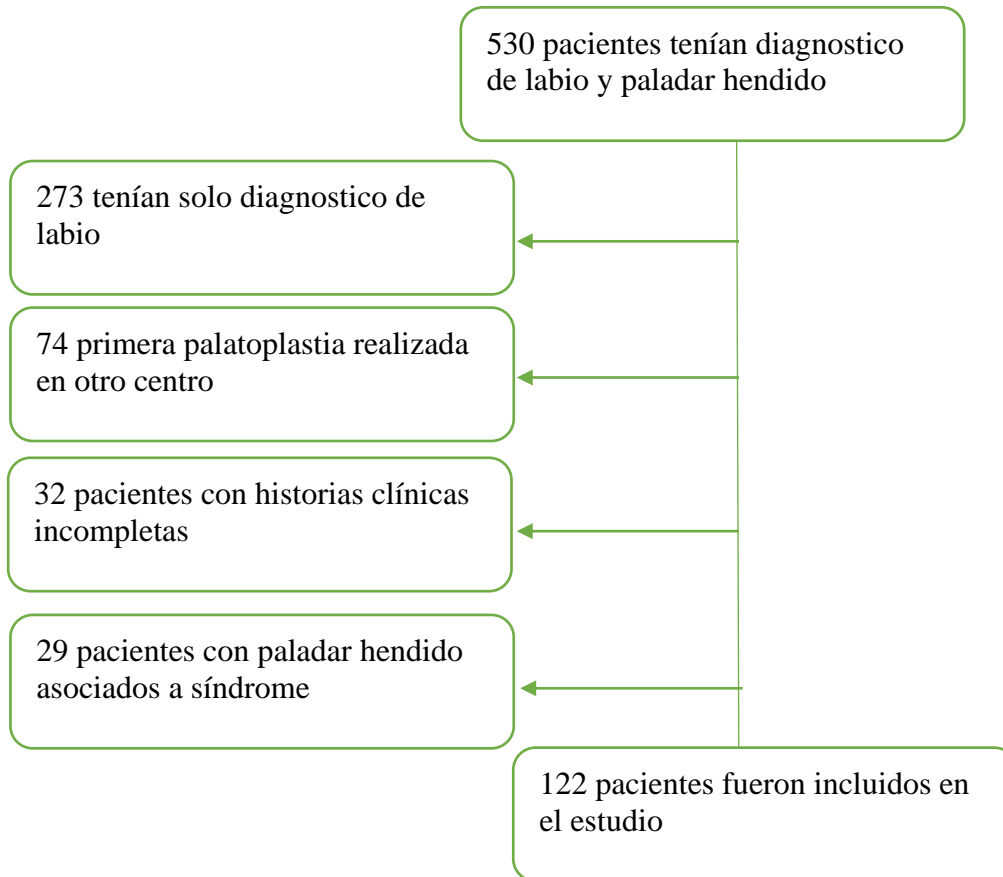 530 pacientes tenían diagnostico
de labio y paladar hendido
273 tenían solo diagnostico de
labio
74 primera palatoplastia realizada
en otro centro
32 pacientes con historias clínicas
incompletas
29 pacientes con paladar hendido
asociados a síndrome
122 pacientes fueron incluidos en
el estudio